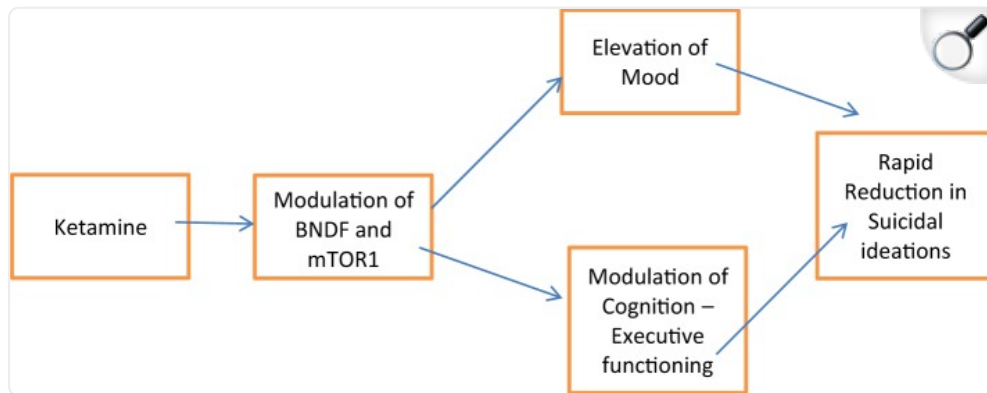 Ketamine
Modulation of
BNDF and
mTOR1
Elevation of
Mood
Modulation of
Cognition –
Executive
functioning
Rapid
Reduction in
Suicidal
ideations